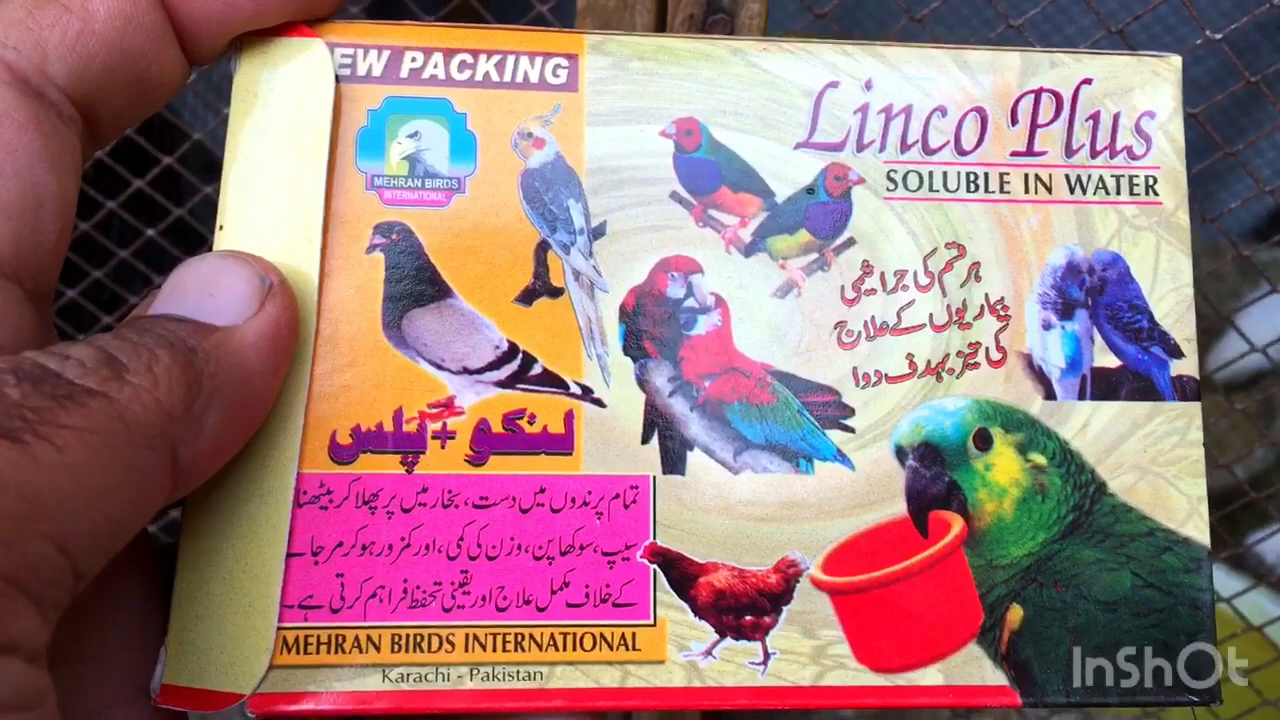 EW PACKING
MEHRAN BIRDS
INTERNATIONAL
Linco Plus
SOLUBLE IN WATER
ہر قسم کی جراثیمی
بیماریوں کے علاج
کی تیز بہدف دوا
لنکو + پلس
تمام پرندوں میں دست، بخار میں پر پھلا کر بیٹھنا
سیپ، سوکھا پن، وزن کی کمی، اور کمزور ہو کر مر جا
کے خلاف مکمل علاج اور یقینی تحفظ فراہم کرتی ہے۔
MEHRAN BIRDS INTERNATIONAL
Karachi - Pakistan
InShOt